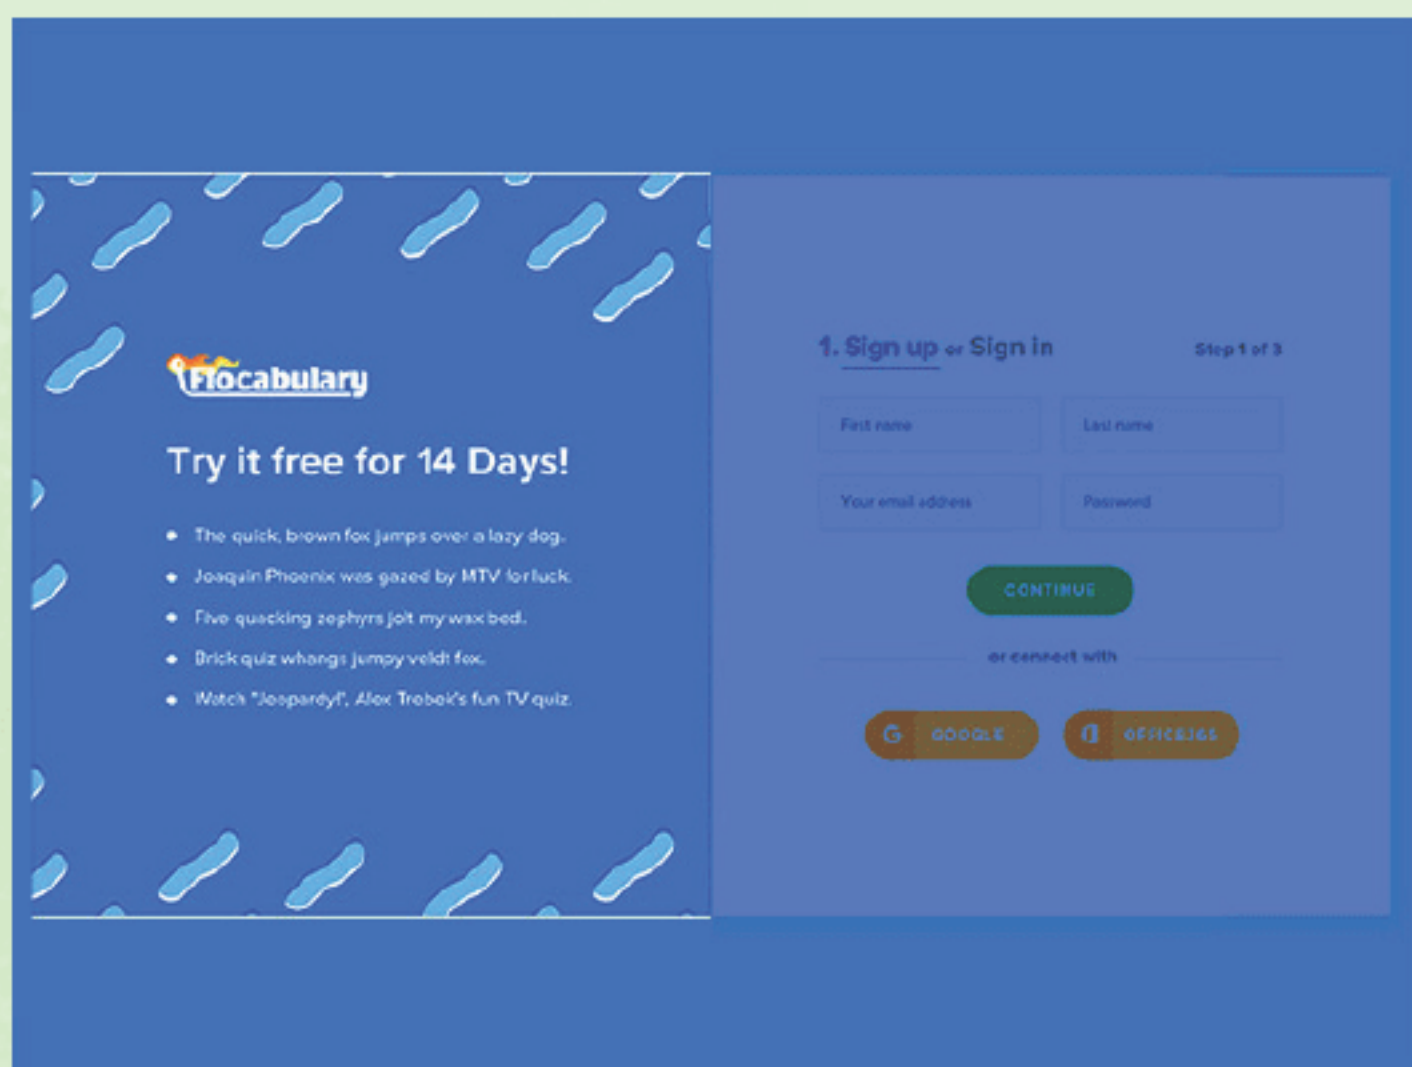 Flocabulary
Try it free for 14 Days!
The quick, brown fox jumps over a lazy dog.
Joaquin Phoenix was gazed by MTV for luck.
Five quacking zephyrs jolt my wax bed.
Brick quiz whangs jumpy veldt fox.
Watch "Jeopardy!", Alex Trebek's fun TV quiz.
1. Sign up or Sign in
Step 1 of 3
First name
Last name
Your email address
Password
CONTINUE
or connect with
G GOOGLE
OFFICE365